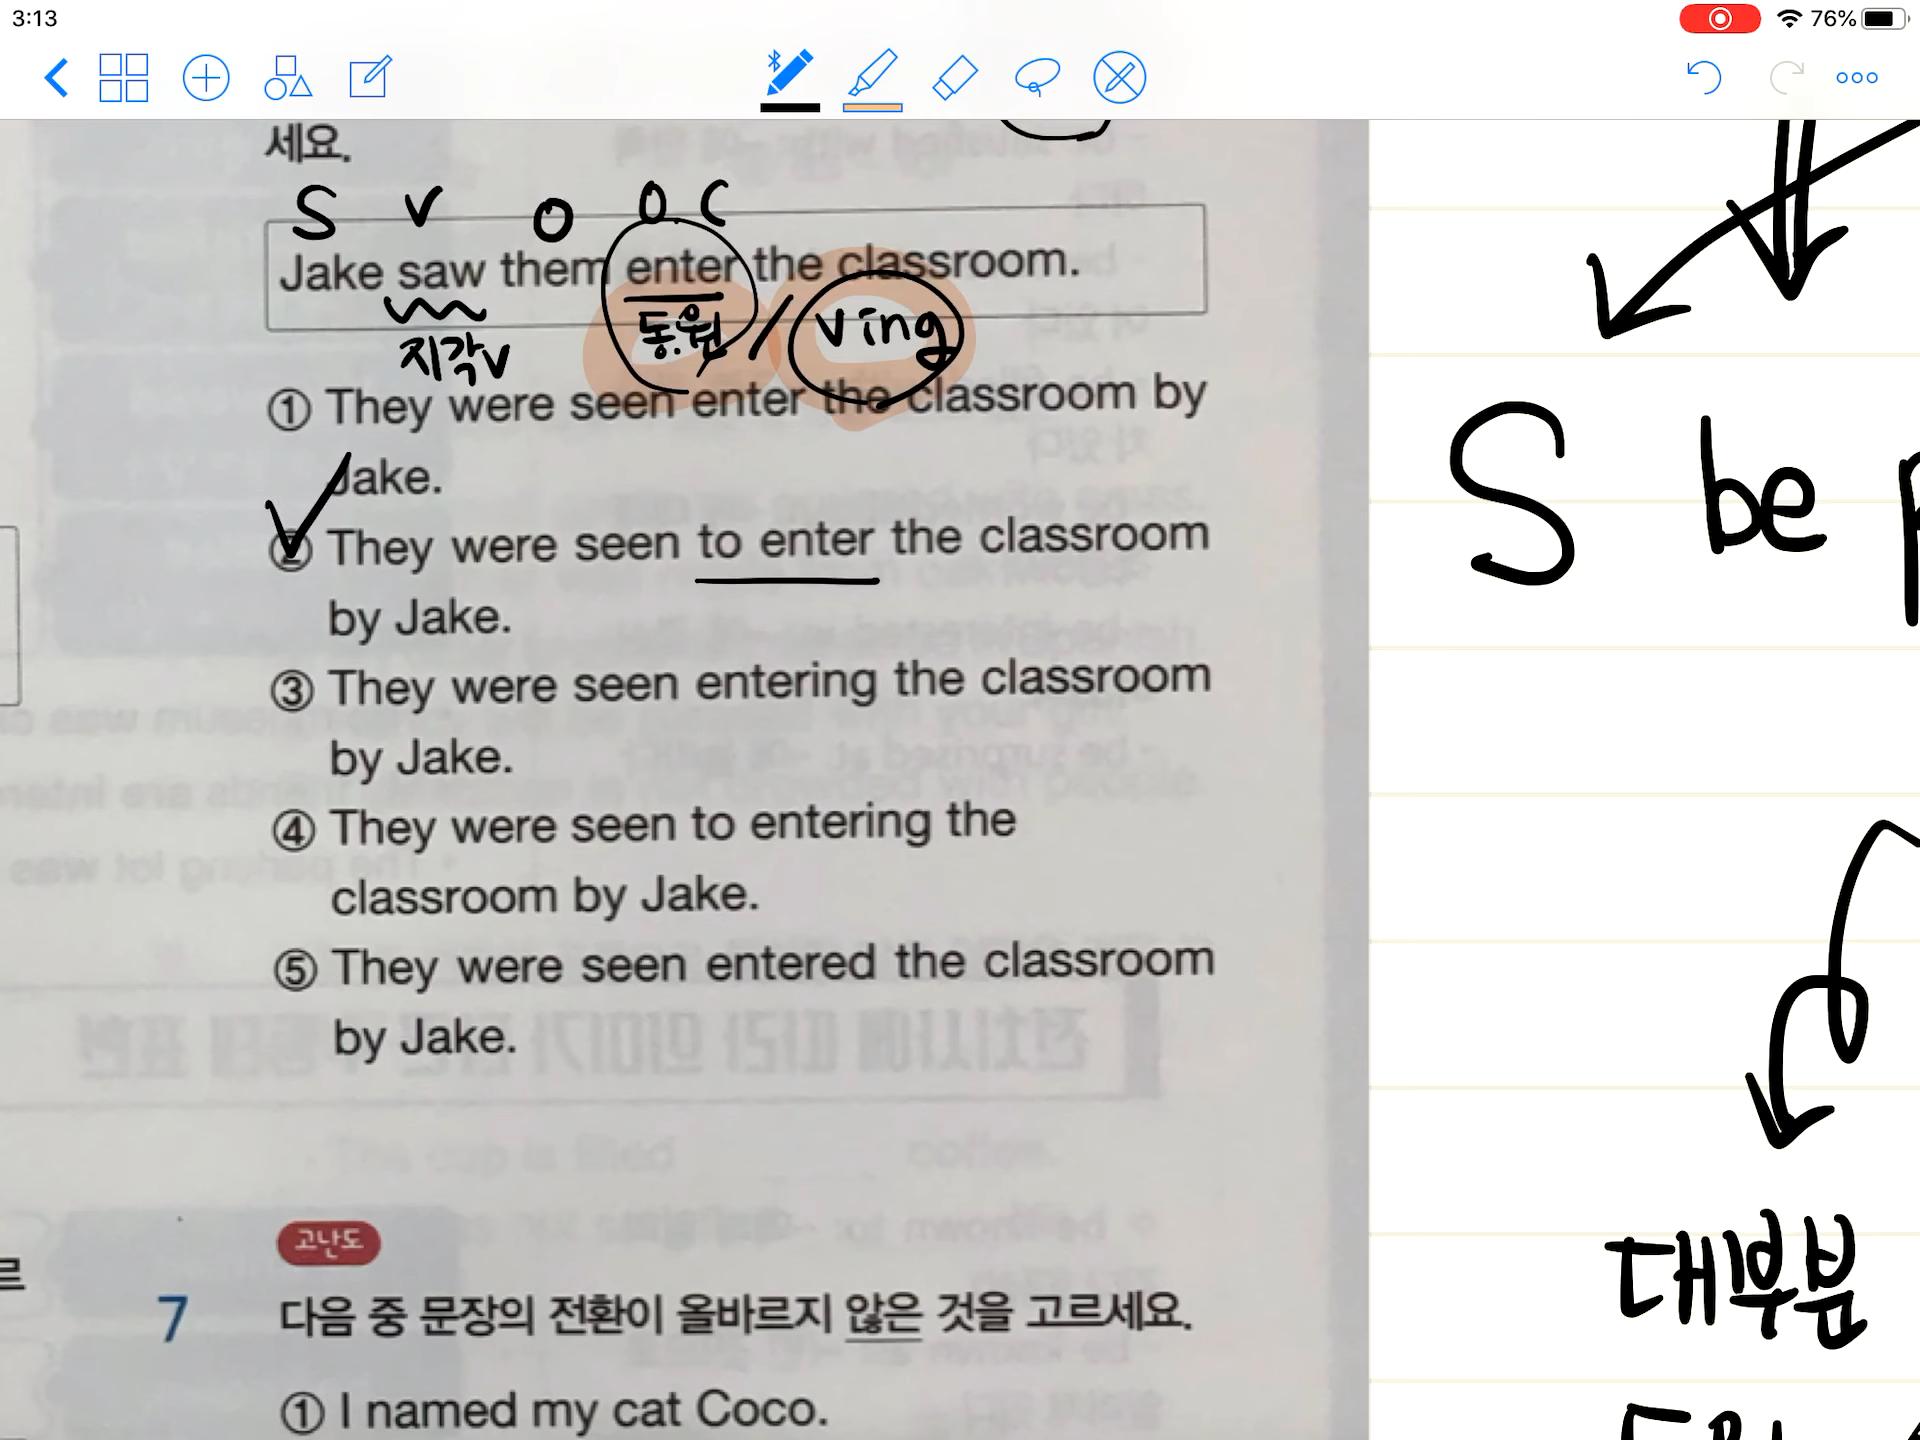 3:13
76%
세요.
S V O O C
Jake saw them enter the classroom.
지각v
동.원 / Ving
① They were seen enter the classroom by
Jake.
② They were seen to enter the classroom
by Jake.
③ They were seen entering the classroom
by Jake.
④ They were seen to entering the
classroom by Jake.
⑤ They were seen entered the classroom
by Jake.
고난도
7 다음 중 문장의 전환이 올바르지 않은 것을 고르세요.
① I named my cat Coco.
르
S be
대부분